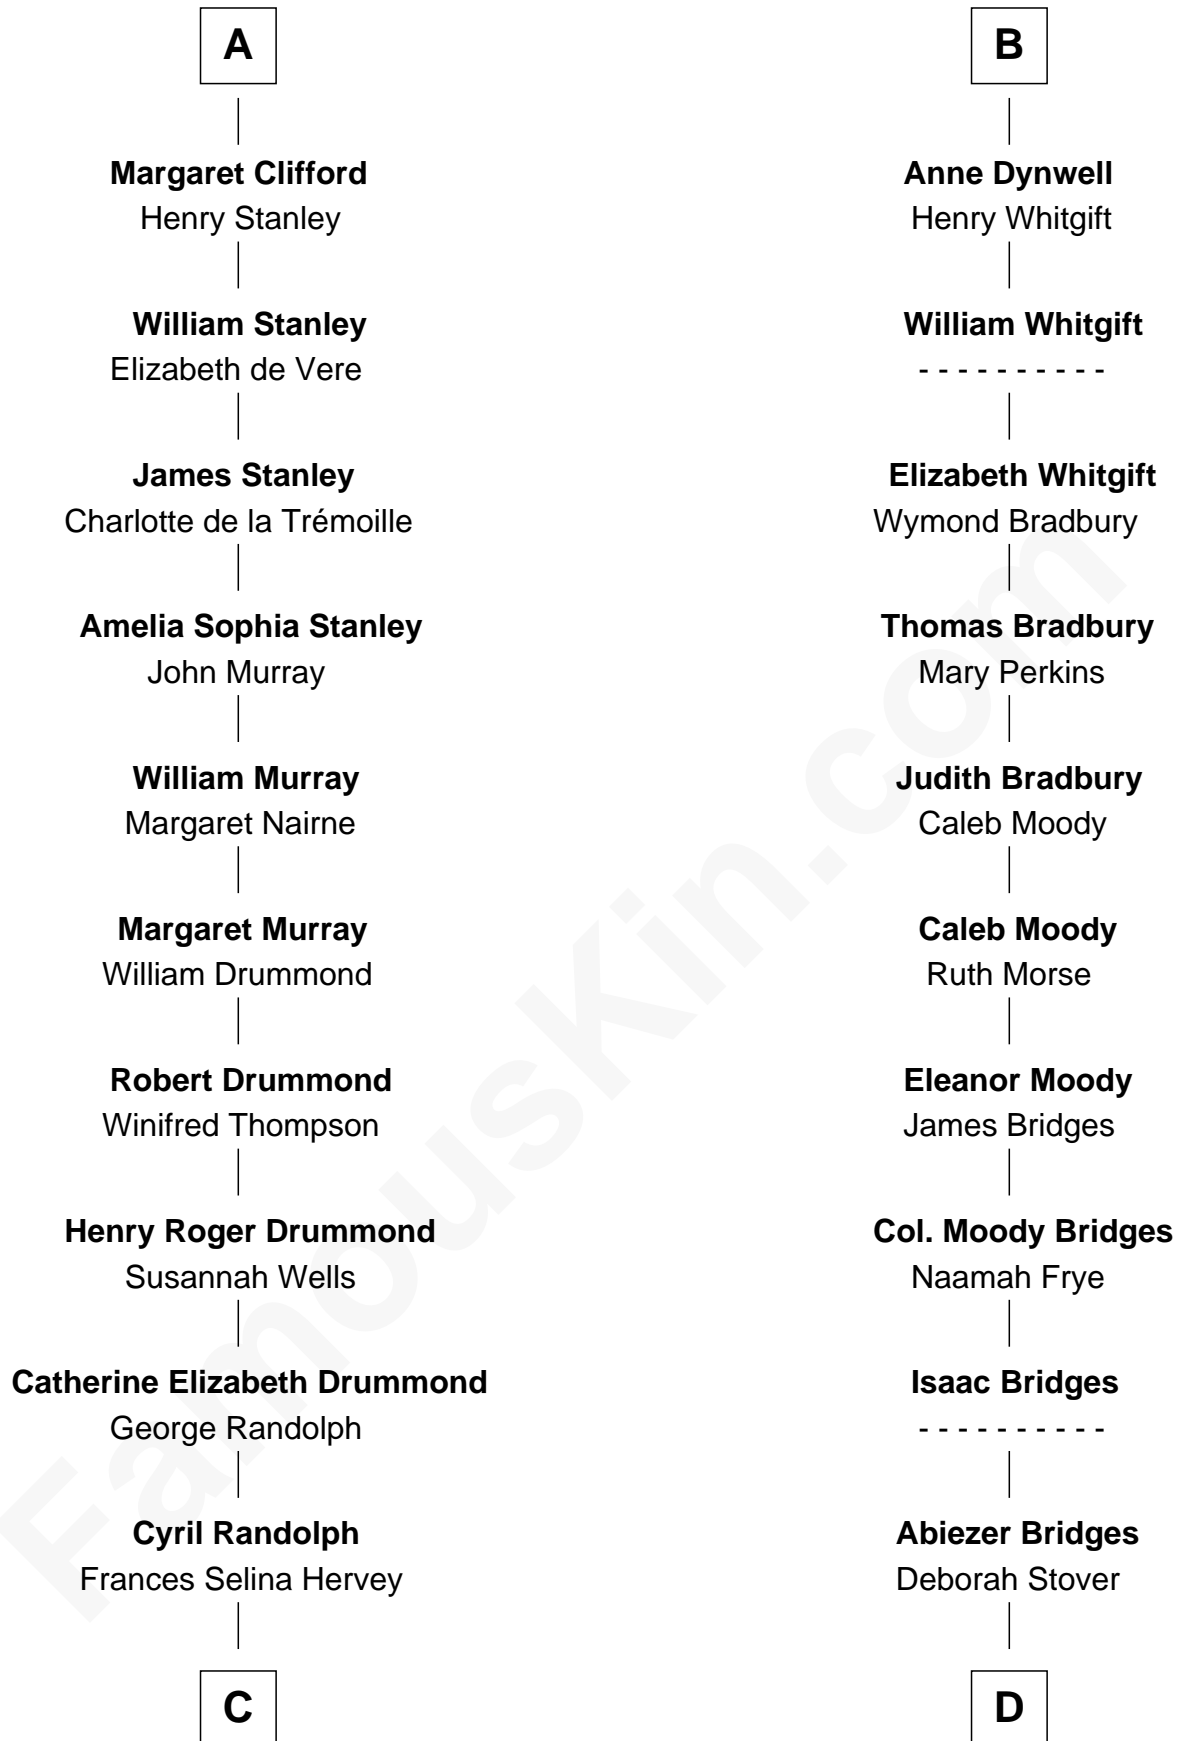 A
Margaret Clifford
Henry Stanley
William Stanley
Elizabeth de Vere
James Stanley
Charlotte de la Trémoille
Amelia Sophia Stanley
John Murray
William Murray
Margaret Nairne
Margaret Murray
William Drummond
Robert Drummond
Winifred Thompson
Henry Roger Drummond
Susannah Wells
Catherine Elizabeth Drummond
George Randolph
Cyril Randolph
Frances Selina Hervey
C
B
Anne Dynwell
Henry Whitgift
William Whitgift
- - - - - - - - - -
Elizabeth Whitgift
Wymond Bradbury
Thomas Bradbury
Mary Perkins
Judith Bradbury
Caleb Moody
Caleb Moody
Ruth Morse
Eleanor Moody
James Bridges
Col. Moody Bridges
Naamah Frye
Isaac Bridges
- - - - - - - - - -
Abiezer Bridges
Deborah Stover
D
FamousKin.com